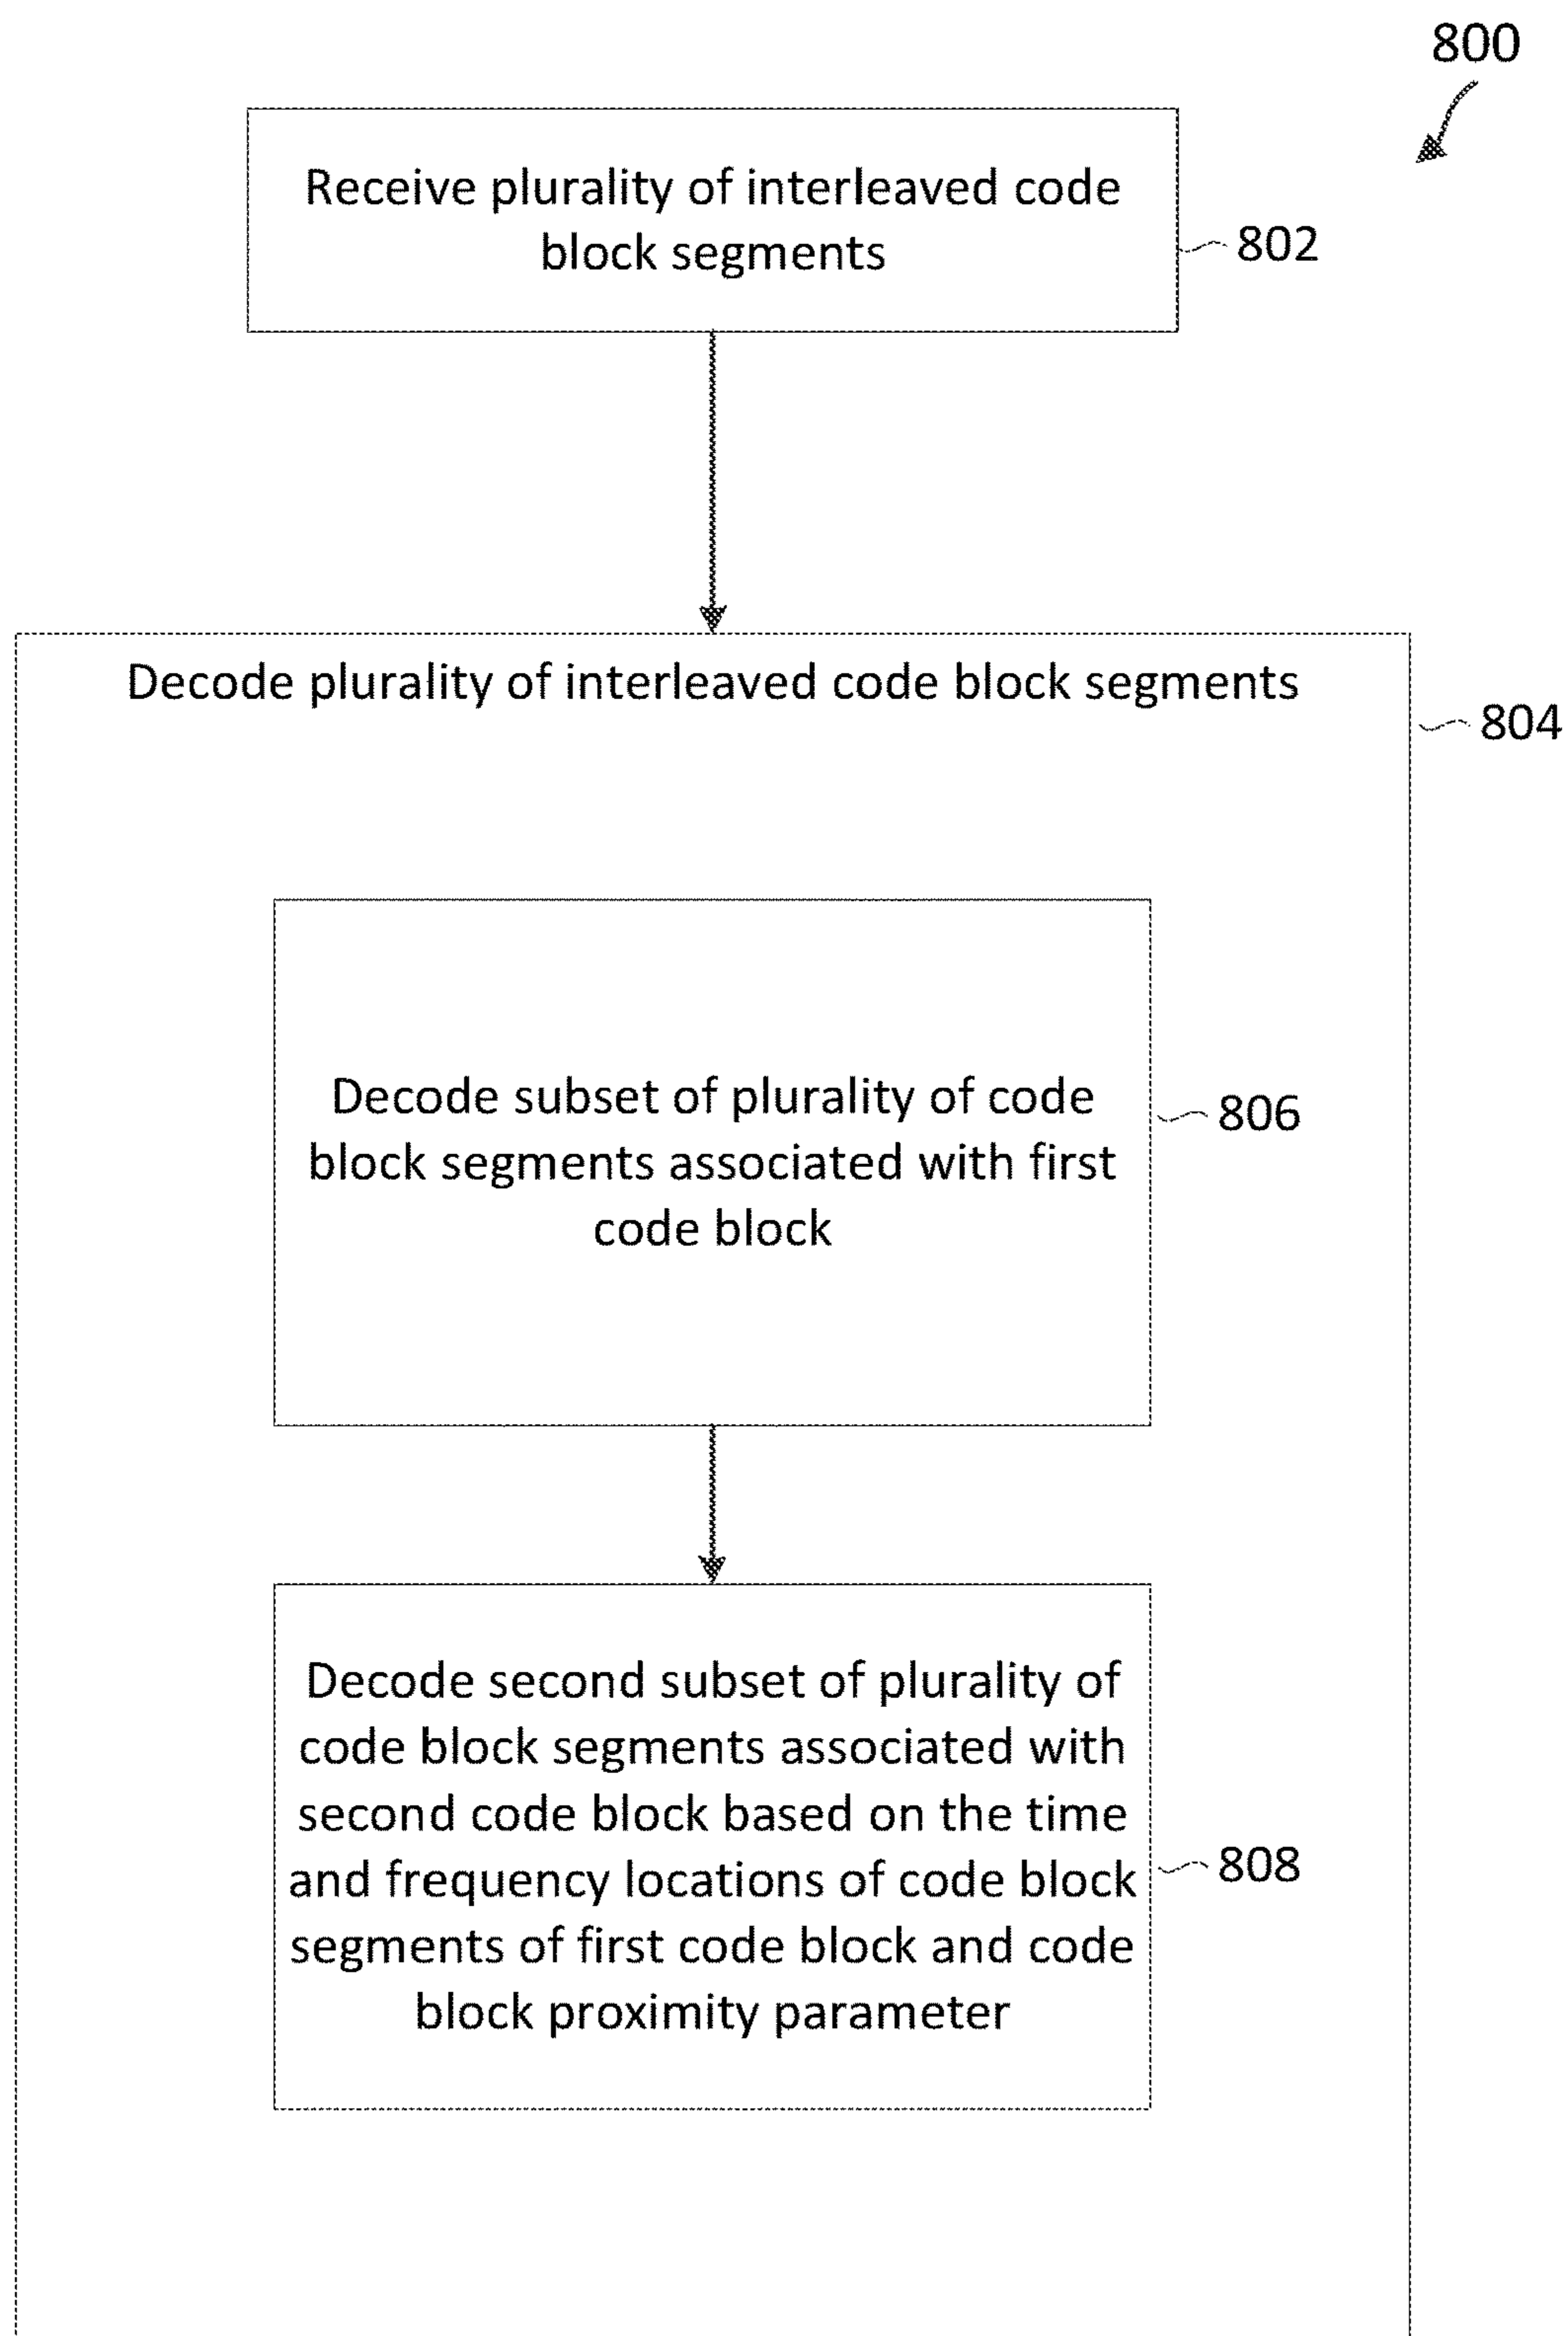 800
Receive plurality of interleaved code
block segments
802
Decode plurality of interleaved code block segments
804
Decode subset of plurality of code
block segments associated with first
code block
806
Decode second subset of plurality of
code block segments associated with
second code block based on the time
and frequency locations of code block
segments of first code block and code
block proximity parameter
808